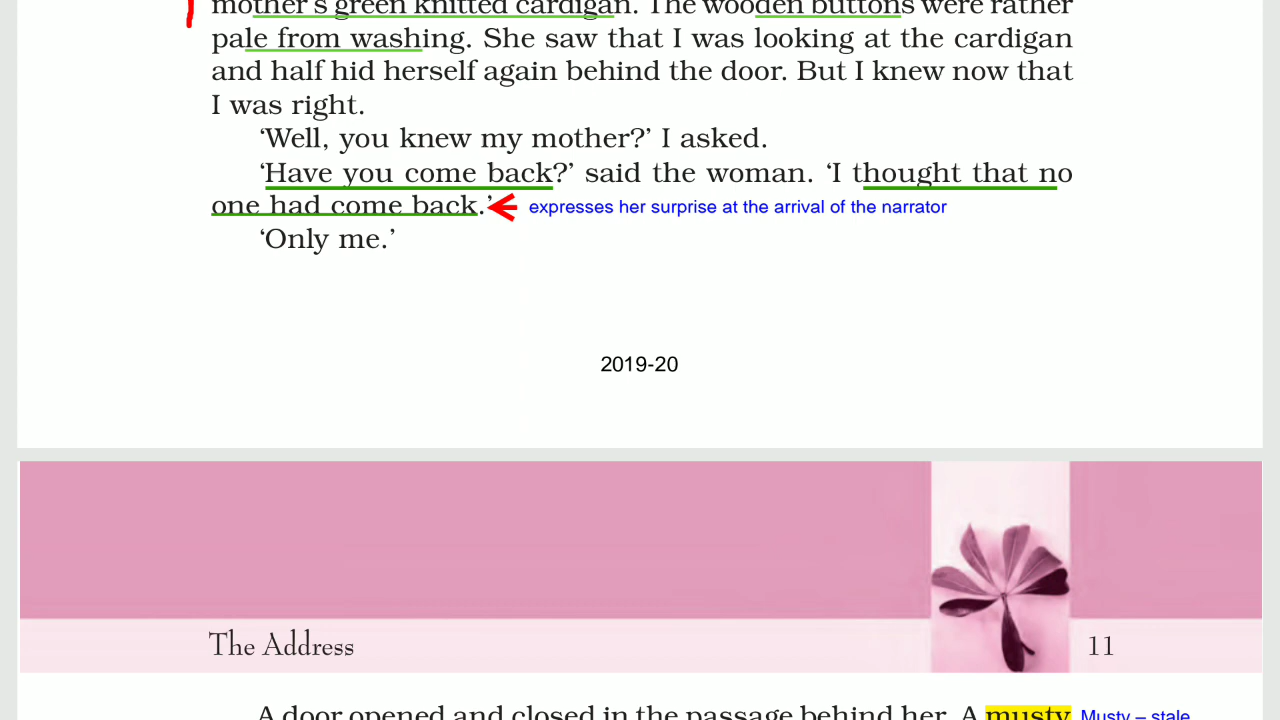 mother's green knitted cardigan. The wooden buttons were rather
pale from washing. She saw that I was looking at the cardigan
and half hid herself again behind the door. But I knew now that
I was right.
‘Well, you knew my mother?’ I asked.
‘Have you come back?’ said the woman. ‘I thought that no
one had come back.’ expresses her surprise at the arrival of the narrator
‘Only me.’
2019-20
The Address 11
A door opened and closed in the passage behind her. A musty Musty – stale